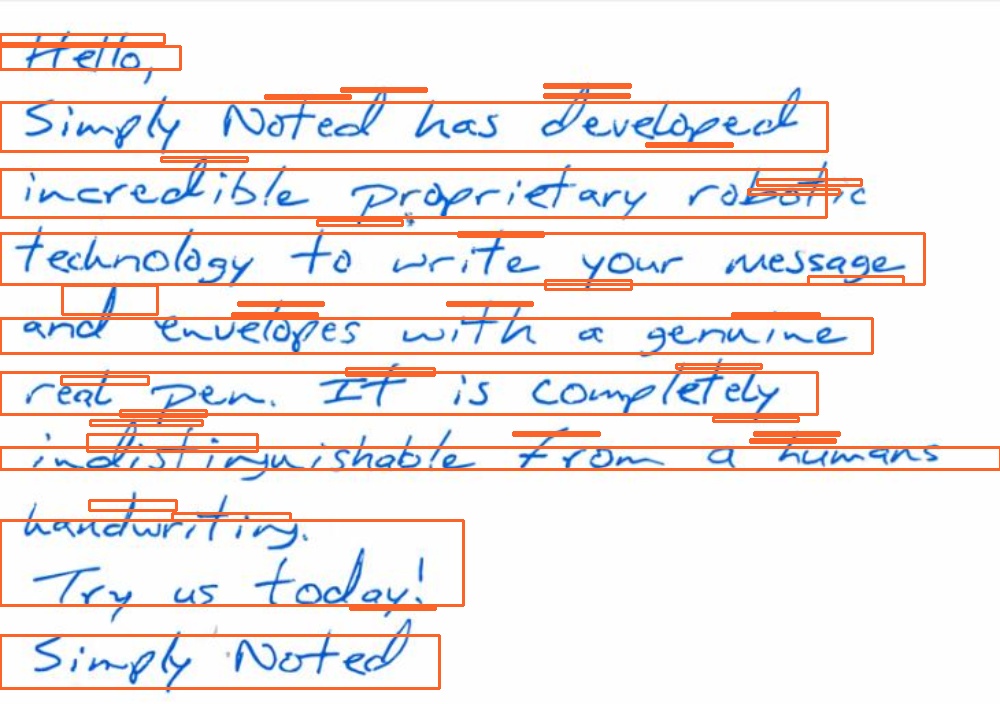 Hello,
Simply Noted has developed
incredible proprietary robotic
technology to write your message
and envelopes with a genuine
real pen. It is completely
indistinguishable from a humans
handwriting.
Try us today!
Simply Noted